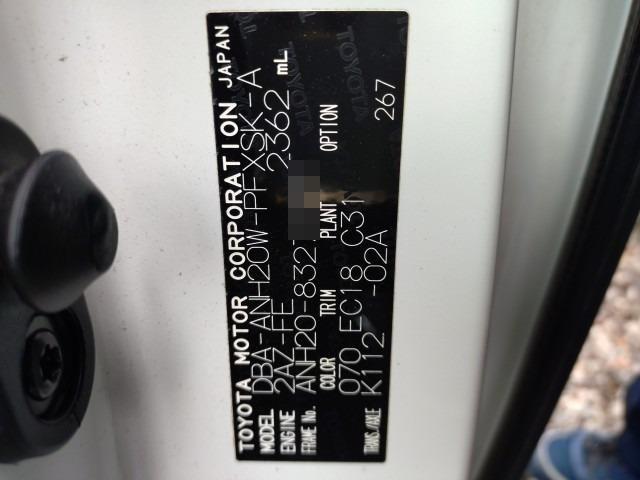 TOYOTA MOTOR CORPORATION JAPAN
MODEL DBA-ANH20W-PFXSK-A
ENGINE 2AZ-FE 2362 mL
FRAME No. ANH20-832
COLOR TRIM PLANT OPTION
070 EC18 C31 267
TRANS/AXLE K112 -02A